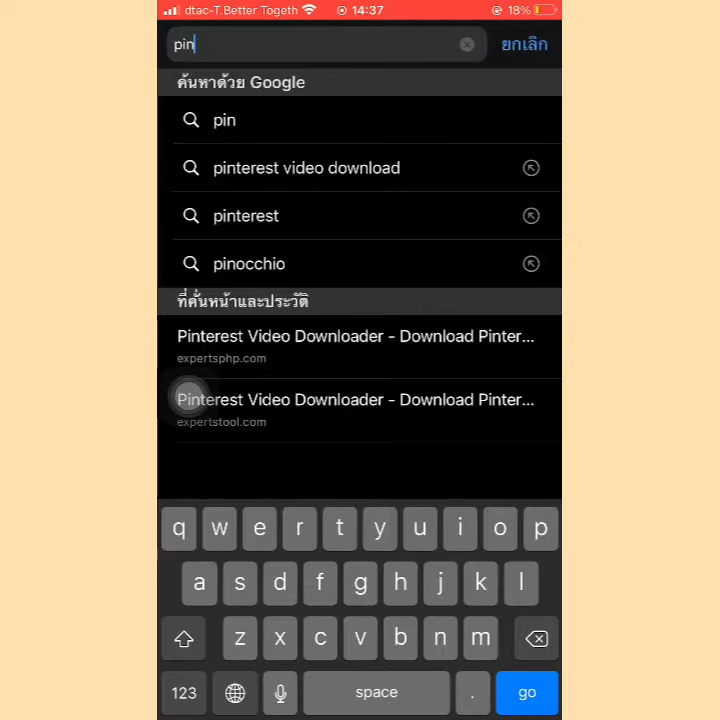 dtac-T.Better Togeth 14:37 18%
pin ยกเลิก
ค้นหาด้วย Google
pin
pinterest video download
pinterest
pinocchio
ที่คั่นหน้าและประวัติ
Pinterest Video Downloader - Download Pinter...
expertsphp.com
Pinterest Video Downloader - Download Pinter...
expertstool.com
q w e r t y u i o p
a s d f g h j k l
z x c v b n m
123 space . go